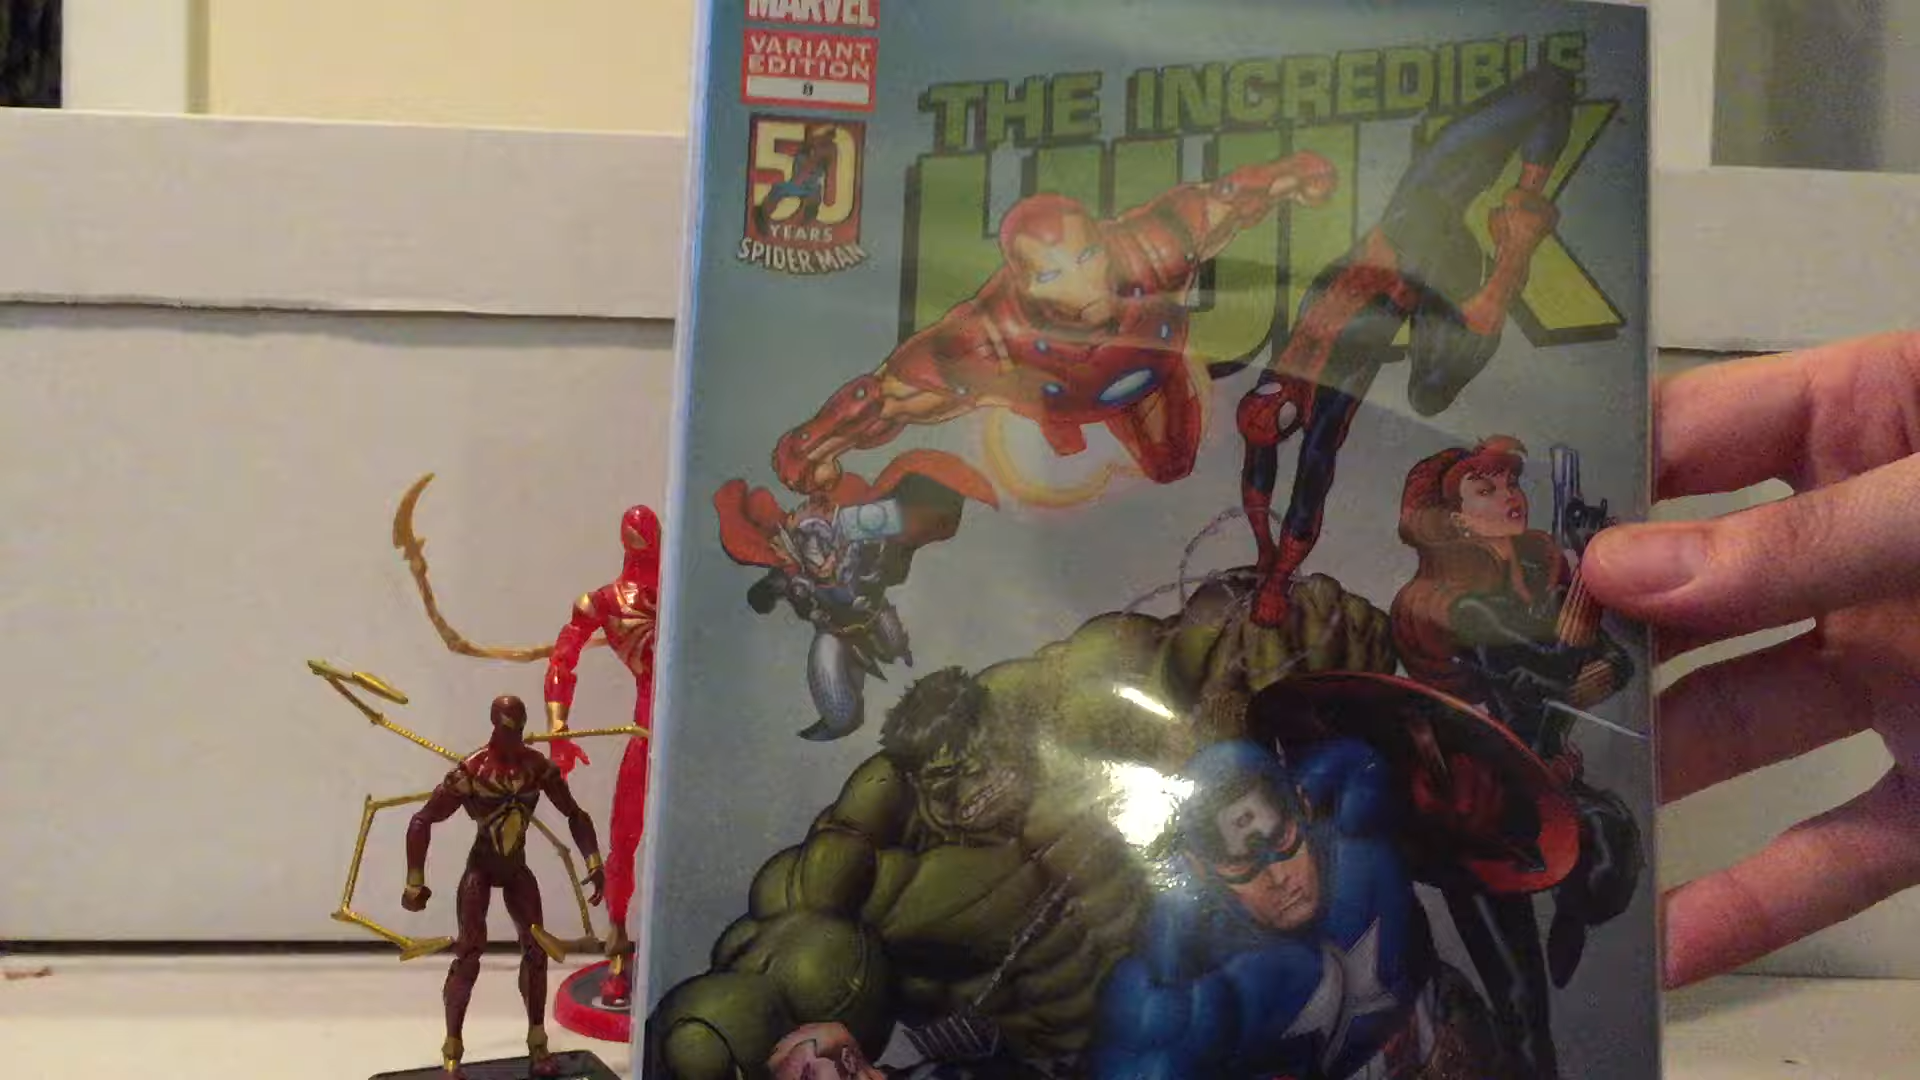 MARVEL
VARIANT
EDITION
8
50
YEARS
SPIDER MAN
THE INCREDIBLE
HULK